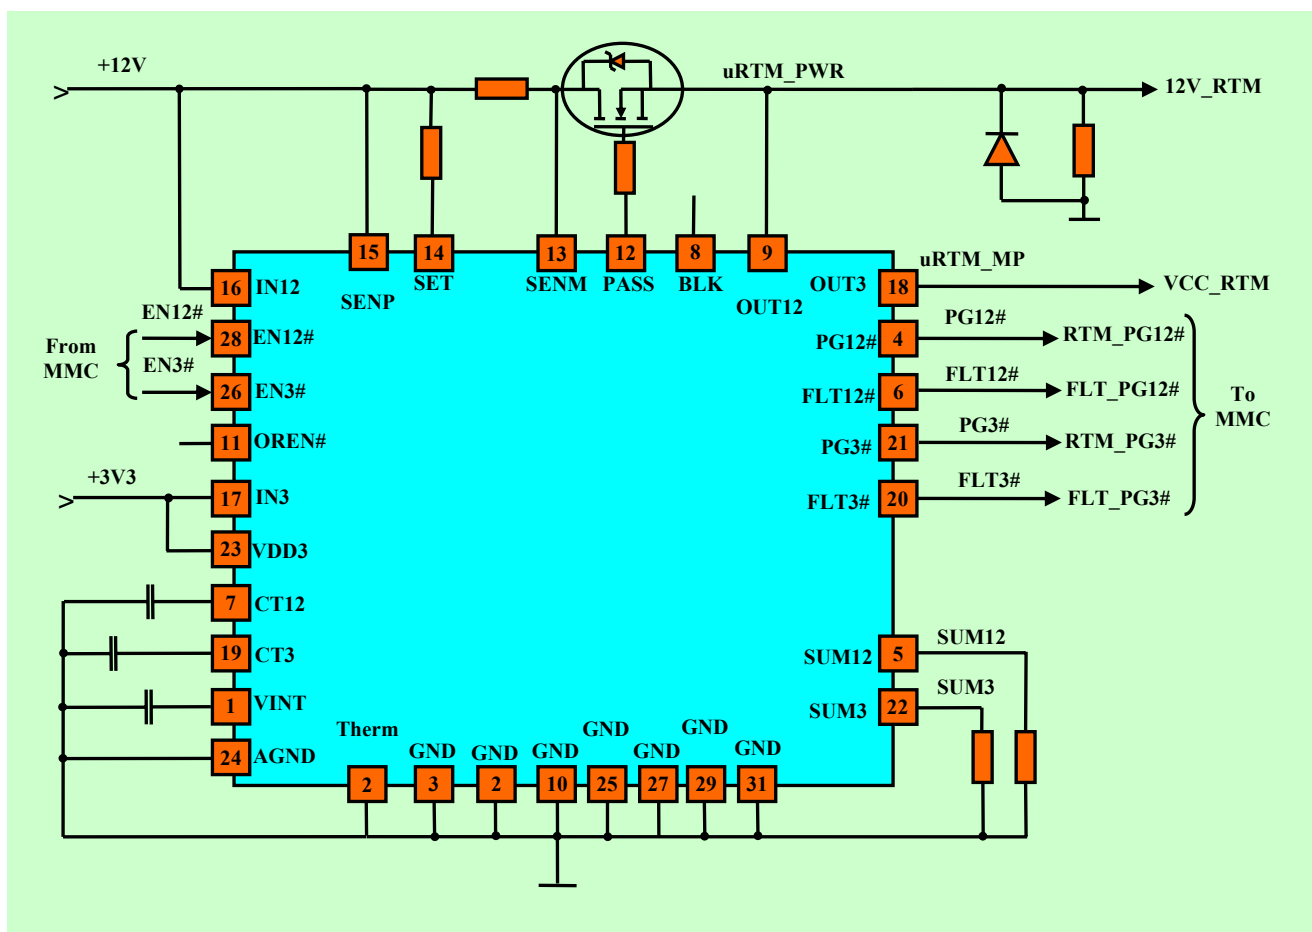 +12V
uRTM_PWR
12V_RTM
15
14
13
12
8
9
SENP
SET
SENM
PASS
BLK
OUT12
uRTM_MP
OUT3
18
VCC_RTM
16
IN12
EN12#
28
EN12#
From
MMC
EN3#
26
EN3#
11
OREN#
+3V3
17
IN3
23
VDD3
7
CT12
19
CT3
1
VINT
24
AGND
PG12#
4
PG12#
RTM_PG12#
FLT12#
6
FLT12#
FLT_PG12#
PG3#
21
PG3#
RTM_PG3#
FLT3#
20
FLT3#
FLT_PG3#
To
MMC
SUM12
5
SUM12
SUM3
22
SUM3
Therm
GND
GND
GND
GND
GND
GND
GND
2
3
2
10
25
27
29
31